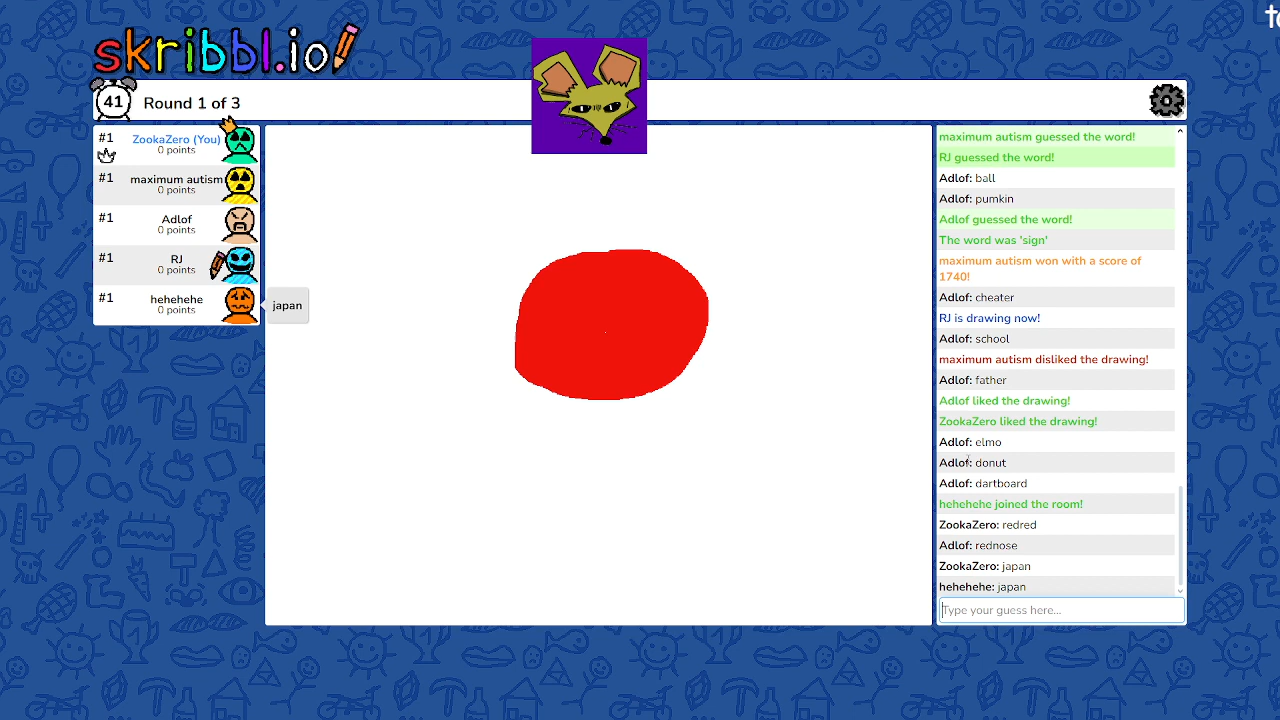 to
skribbl.io
41
Round 1 of 3
#1 ZookaZero (You)
0 points
#1 maximum autism
0 points
#1 Adlof
0 points
#1 RJ
0 points
#1 hehehehe
0 points
japan
maximum autism guessed the word!
RJ guessed the word!
Adlof: ball
Adlof: pumkin
Adlof guessed the word!
The word was 'sign'
maximum autism won with a score of
1740!
Adlof: cheater
RJ is drawing now!
Adlof: school
maximum autism disliked the drawing!
Adlof: father
Adlof liked the drawing!
ZookaZero liked the drawing!
Adlof: elmo
Adlof: donut
Adlof: dartboard
hehehehe joined the room!
ZookaZero: redred
Adlof: rednose
ZookaZero: japan
hehehehe: japan
Type your guess here...